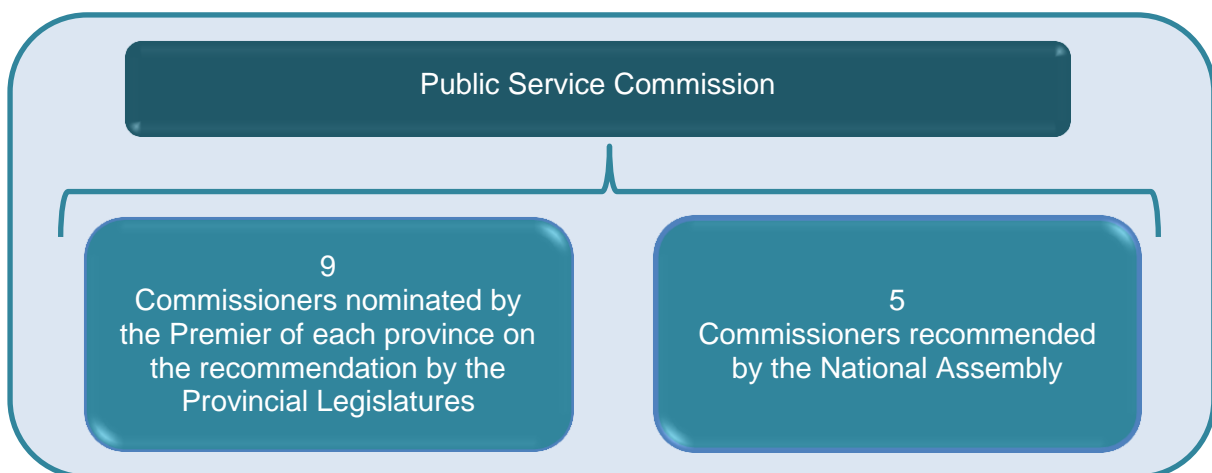 Public Service Commission
9
Commissioners nominated by
the Premier of each province on
the recommendation by the
Provincial Legislatures
5
Commissioners recommended
by the National Assembly